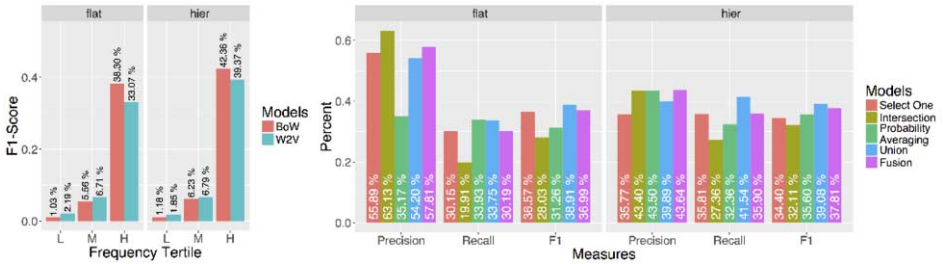 flat
hier
F1-Score
0.4
0.2
0.0
1.03 %
2.19 %
5.56 %
6.71 %
38.30 %
33.07 %
1.18 %
1.85 %
6.23 %
6.79 %
42.36 %
39.37 %
L M H
L M H
Frequency Tertile
Models
BoW
W2V
flat
hier
Percent
0.6
0.4
0.2
0.0
55.89 %
63.13 %
35.17 %
54.20 %
57.81 %
30.15 %
19.91 %
33.93 %
33.75 %
30.19 %
36.57 %
28.03 %
31.26 %
38.91 %
36.99 %
35.77 %
43.40 %
43.50 %
39.89 %
43.64 %
35.81 %
27.36 %
32.36 %
41.54 %
35.90 %
34.40 %
32.11 %
35.60 %
39.08 %
37.81 %
Precision Recall F1
Precision Recall F1
Measures
Models
Select One
Intersection
Probability
Averaging
Union
Fusion